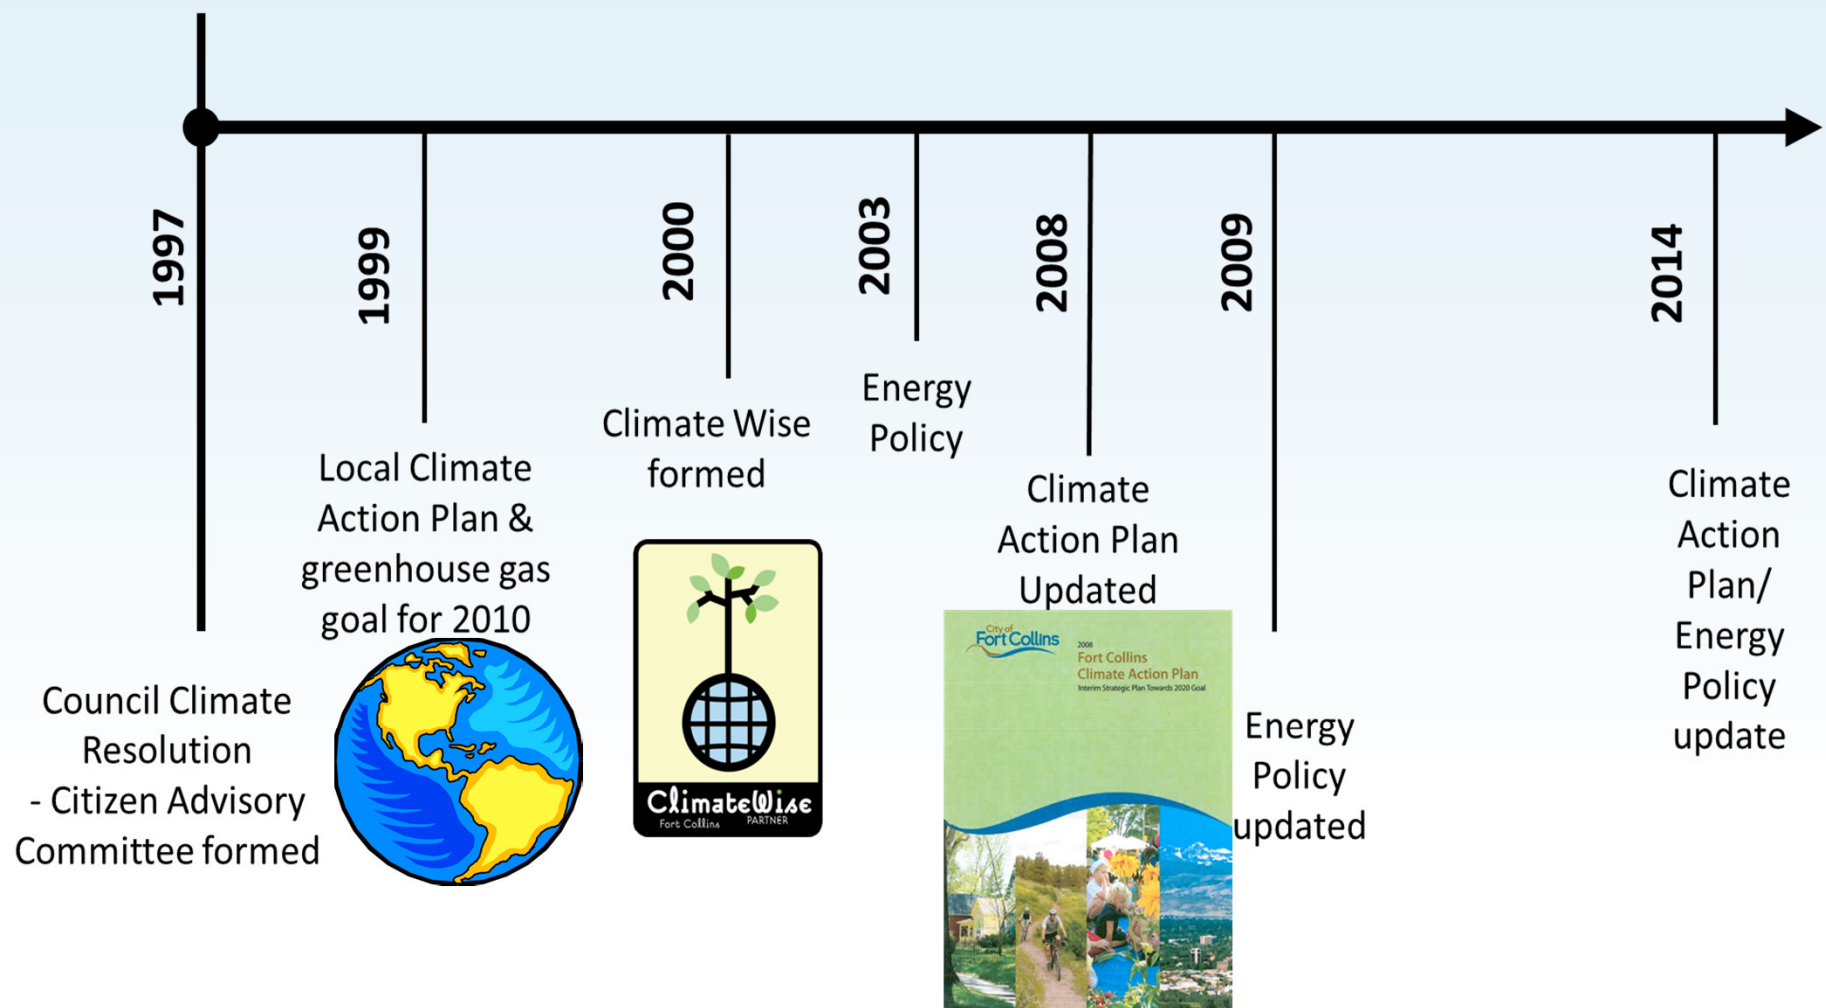 1997
1999
2000
2003
2008
2009
2014
Council Climate
Resolution
- Citizen Advisory
Committee formed
Local Climate
Action Plan &
greenhouse gas
goal for 2010
Climate Wise
formed
ClimateWise
Fort Collins PARTNER
Energy
Policy
Climate
Action Plan
Updated
City of
Fort Collins
2008
Fort Collins
Climate Action Plan
Interim Strategic Plan Towards 2020 Goal
Energy
Policy
updated
Climate
Action
Plan/
Energy
Policy
update